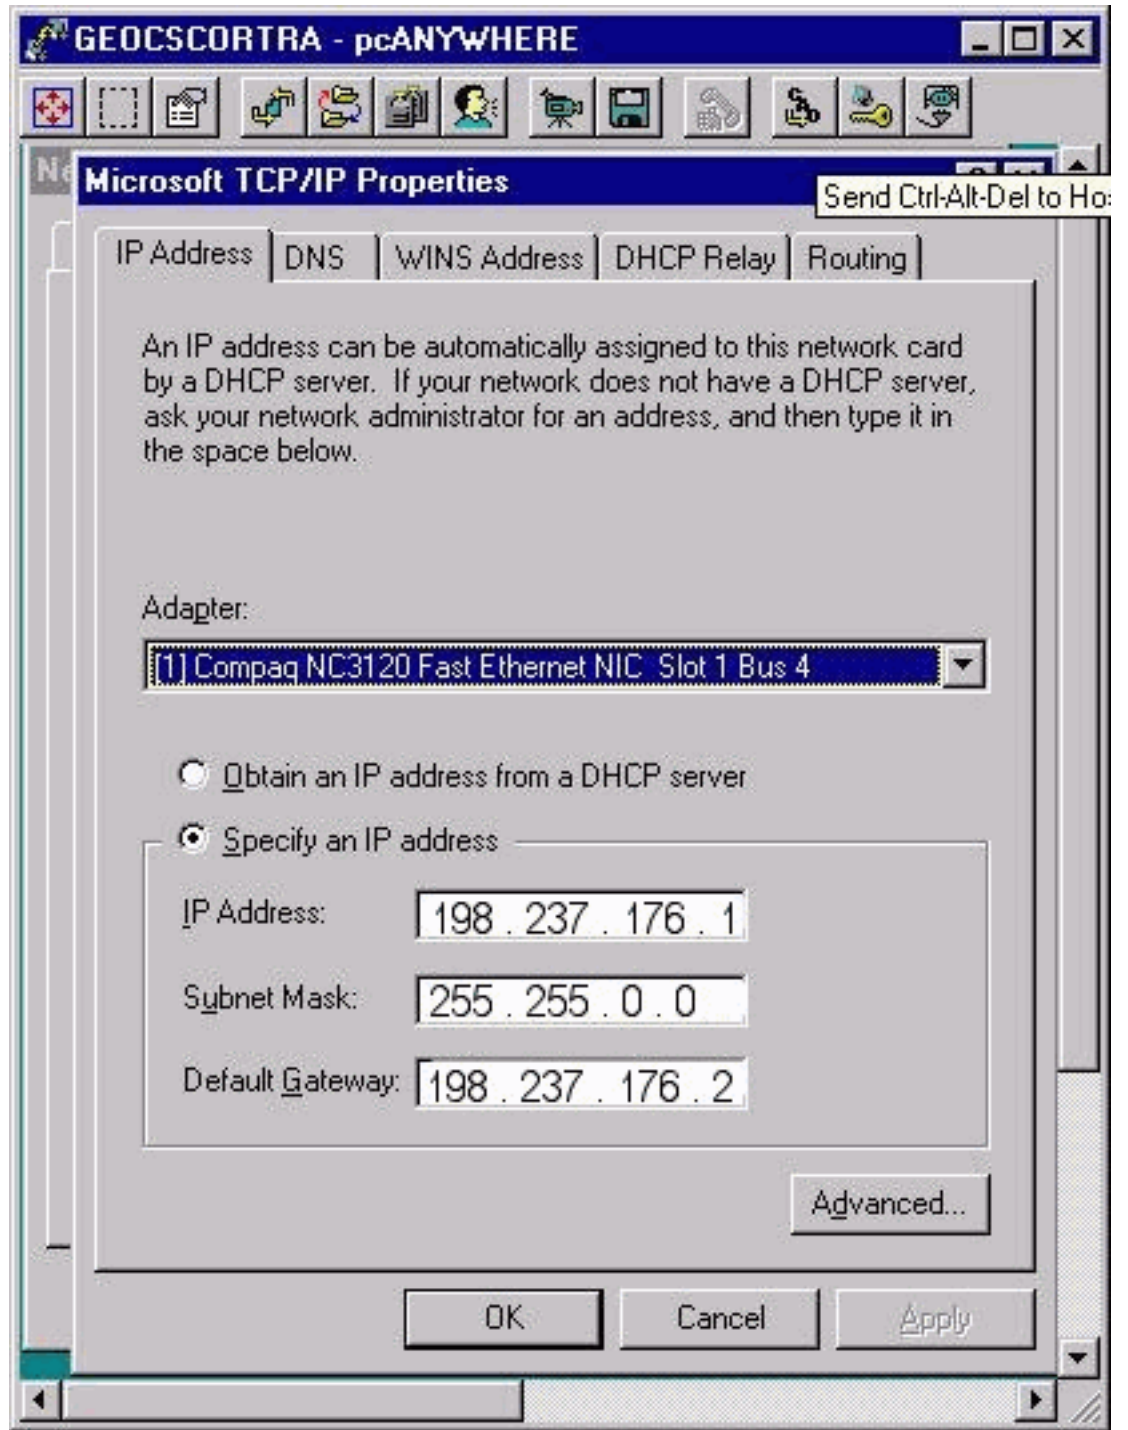 GEOCSCORTRA - pcANYWHERE
Microsoft TCP/IP Properties
Send Ctrl-Alt-Del to Hos
IP Address DNS WINS Address DHCP Relay Routing
An IP address can be automatically assigned to this network card
by a DHCP server. If your network does not have a DHCP server,
ask your network administrator for an address, and then type it in
the space below.
Adapter:
[1] Compaq NC3120 Fast Ethernet NIC Slot 1 Bus 4
Obtain an IP address from a DHCP server
Specify an IP address
IP Address: 198 . 237 . 176 . 1
Subnet Mask: 255 . 255 . 0 . 0
Default Gateway: 198 . 237 . 176 . 2
Advanced...
OK Cancel Apply